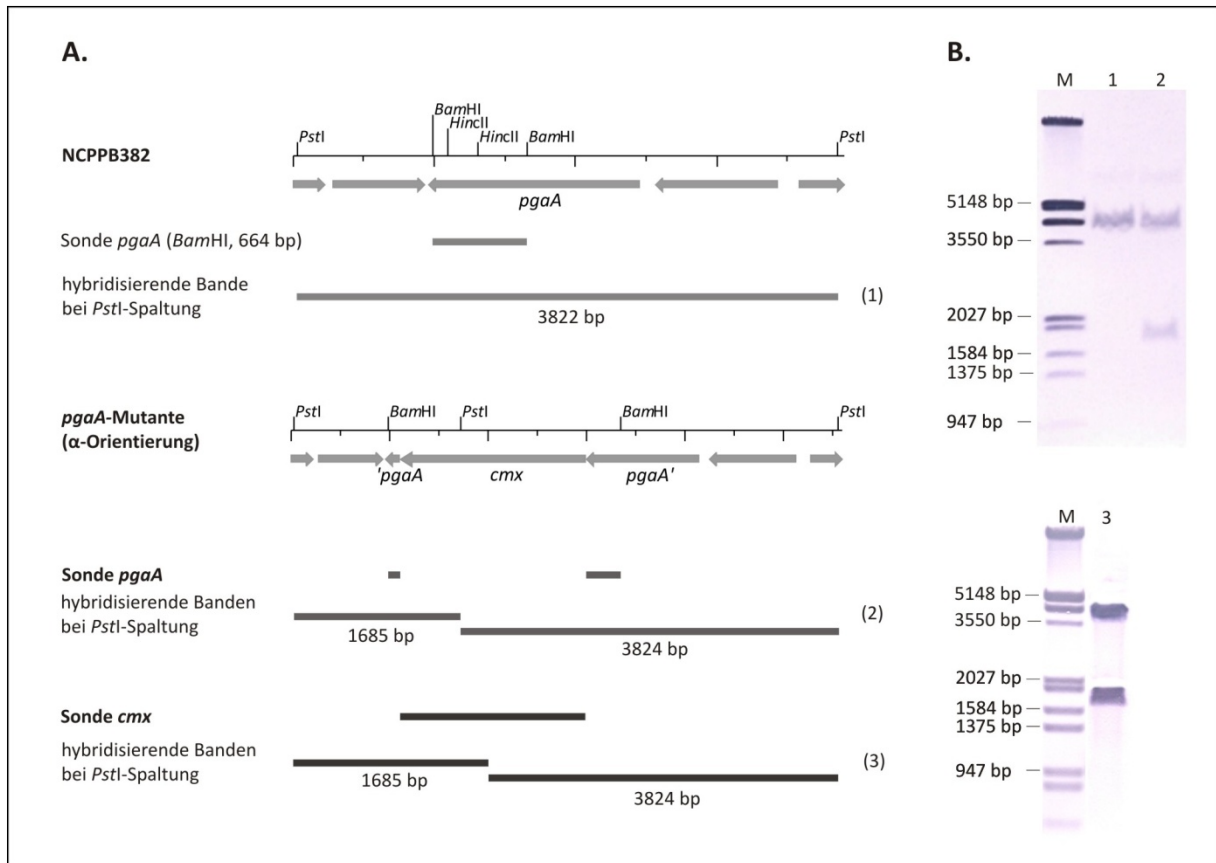 A.
BamHI
HincII
PstI HincII BamHI PstI
NCPPB382
pgaA
Sonde pgaA (BamHI, 664 bp)
hybridisierende Bande
bei PstI-Spaltung
(1)
3822 bp
pgaA-Mutante
(α-Orientierung)
PstI BamHI PstI BamHI PstI
'pgaA cmx pgaA'
Sonde pgaA
hybridisierende Banden
bei PstI-Spaltung
(2)
1685 bp
3824 bp
Sonde cmx
hybridisierende Banden
bei PstI-Spaltung
(3)
1685 bp
3824 bp
B.
M 1 2
5148 bp
3550 bp
2027 bp
1584 bp
1375 bp
947 bp
M 3
5148 bp
3550 bp
2027 bp
1584 bp
1375 bp
947 bp